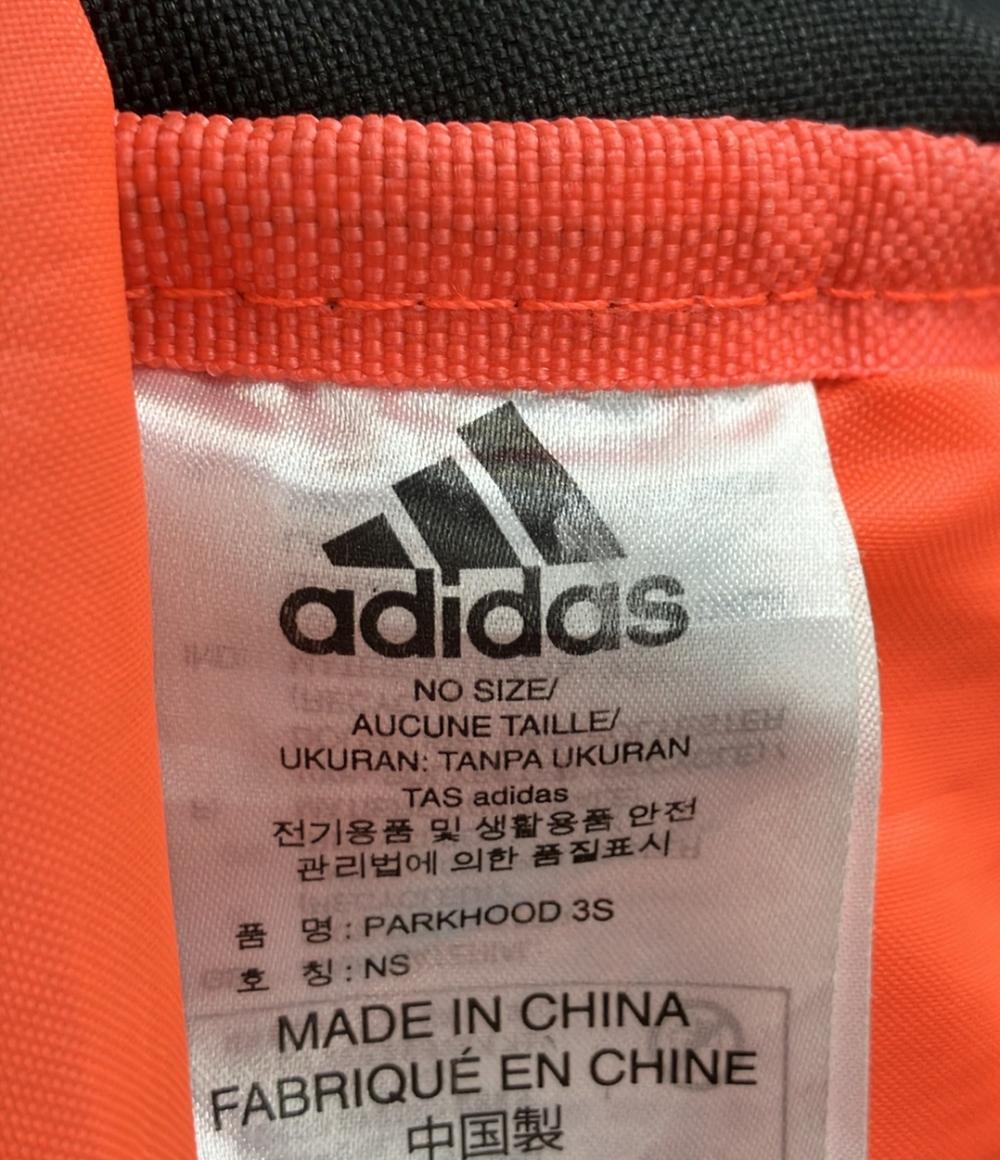 adidas
NO SIZE/
AUCUNE TAILLE/
UKURAN: TANPA UKURAN
TAS adidas
전기용품 및 생활용품 안전
관리법에 의한 품질표시
품 명 : PARKHOOD 3S
호 칭 : NS
MADE IN CHINA
FABRIQUÉ EN CHINE
中国製